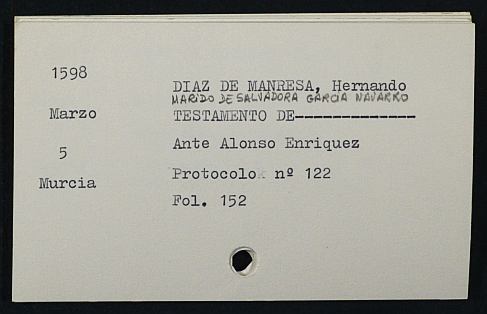 1598
Marzo
5
Murcia
DIAZ DE MANRESA, Hernando
MARIDO DE SALVADORA GARCIA NAVARRO
TESTAMENTO DE-------------
Ante Alonso Enriquez
Protocolo nº 122
Fol. 152